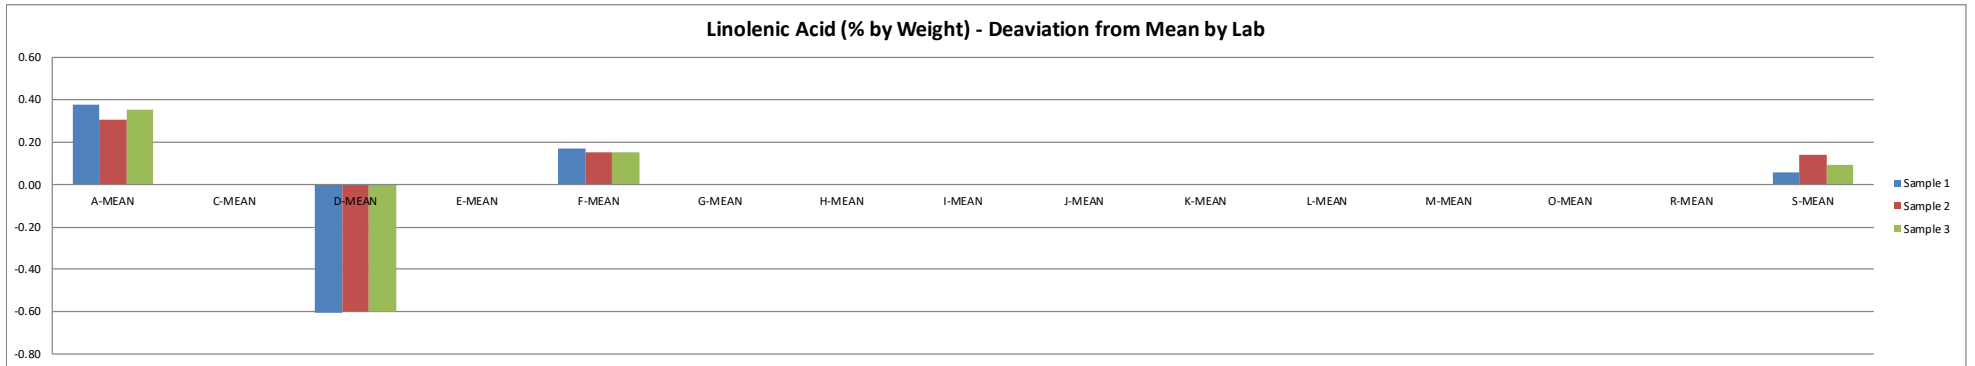 Linolenic Acid (% by Weight) - Deaviation from Mean by Lab
0.60
0.40
0.20
0.00
A-MEAN C-MEAN D-MEAN E-MEAN F-MEAN G-MEAN H-MEAN I-MEAN J-MEAN K-MEAN L-MEAN M-MEAN O-MEAN R-MEAN S-MEAN
-0.20
-0.40
-0.60
-0.80
Sample 1
Sample 2
Sample 3